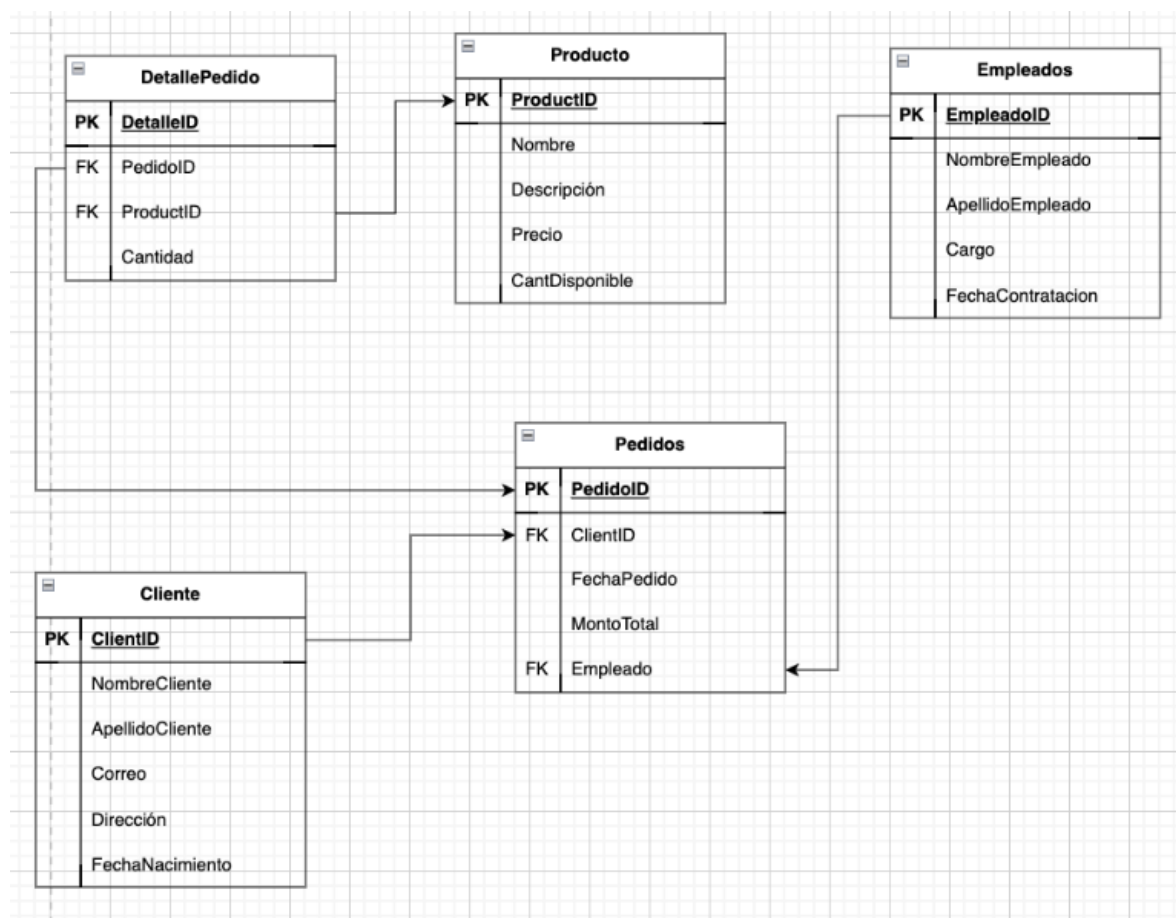 DetallePedido
PK DetalleID
FK PedidoID
FK ProductID
Cantidad
Producto
PK ProductID
Nombre
Descripción
Precio
CantDisponible
Empleados
PK EmpleadoID
NombreEmpleado
ApellidoEmpleado
Cargo
FechaContratacion
Pedidos
PK PedidoID
FK ClientID
FechaPedido
MontoTotal
FK Empleado
Cliente
PK ClientID
NombreCliente
ApellidoCliente
Correo
Dirección
FechaNacimiento